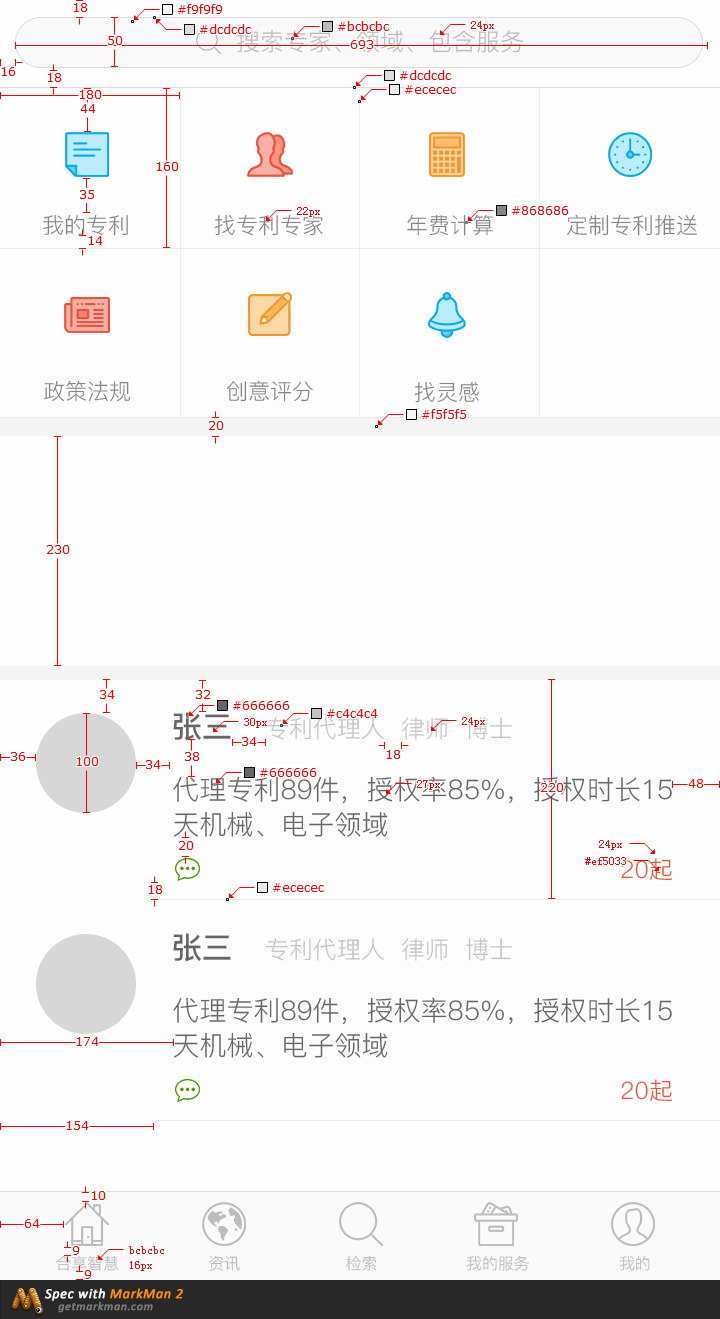 18
#f9f9f9
#dcdcdc
#bcbcbc
24px
50
搜索专家、领域、包含服务
693
16
18
#dcdcdc
#ececec
180
44
160
35
22px
#868686
我的专利 找专利专家 年费计算 定制专利推送
14
政策法规 创意评分 找灵感
20
#f5f5f5
230
34
32
#666666
#c4c4c4
张三 专利代理人 律师 博士
30px
24px
34
18
36
100
34
38
#666666
27px
220
48
代理专利89件，授权率85%，授权时长15
天机械、电子领域
20
24px
#ef5033
20起
18
#ececec
张三 专利代理人 律师 博士
代理专利89件，授权率85%，授权时长15
天机械、电子领域
174
20起
154
10
64
9
bcbcbc
16px
合享智慧 资讯 检索 我的服务 我的
9
Spec with MarkMan 2
getmarkman.com